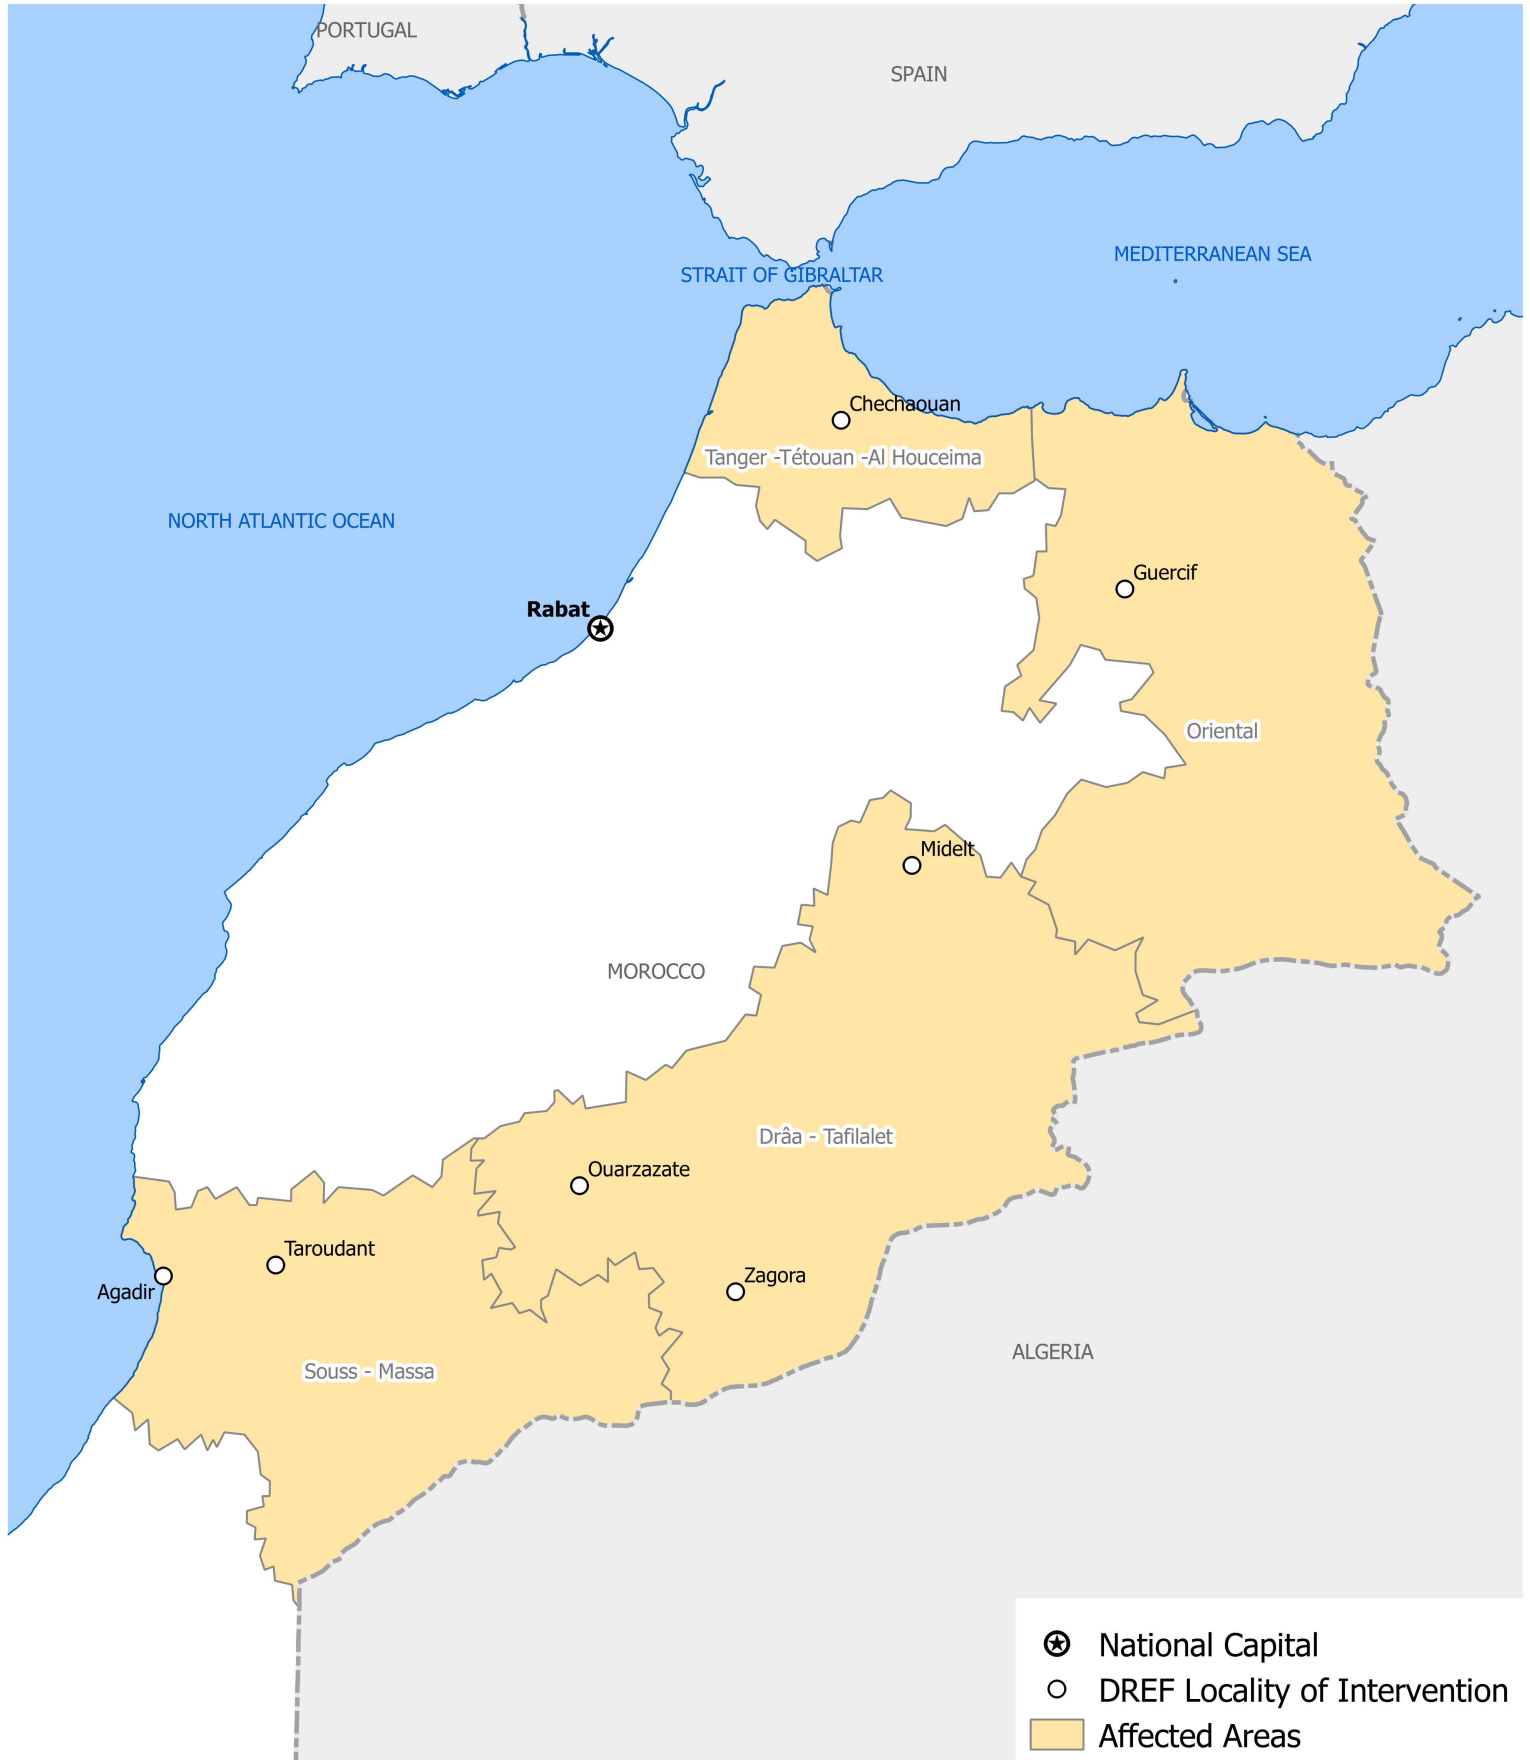 PORTUGAL
SPAIN
MEDITERRANEAN SEA
STRAIT OF GIBRALTAR
Chechaouan
Tanger -Tétouan -Al Houceima
NORTH ATLANTIC OCEAN
Guercif
Rabat
Oriental
Midelt
MOROCCO
Drâa - Tafilalet
Ouarzazate
Taroudant
Zagora
Agadir
ALGERIA
Souss - Massa
National Capital
DREF Locality of Intervention
Affected Areas